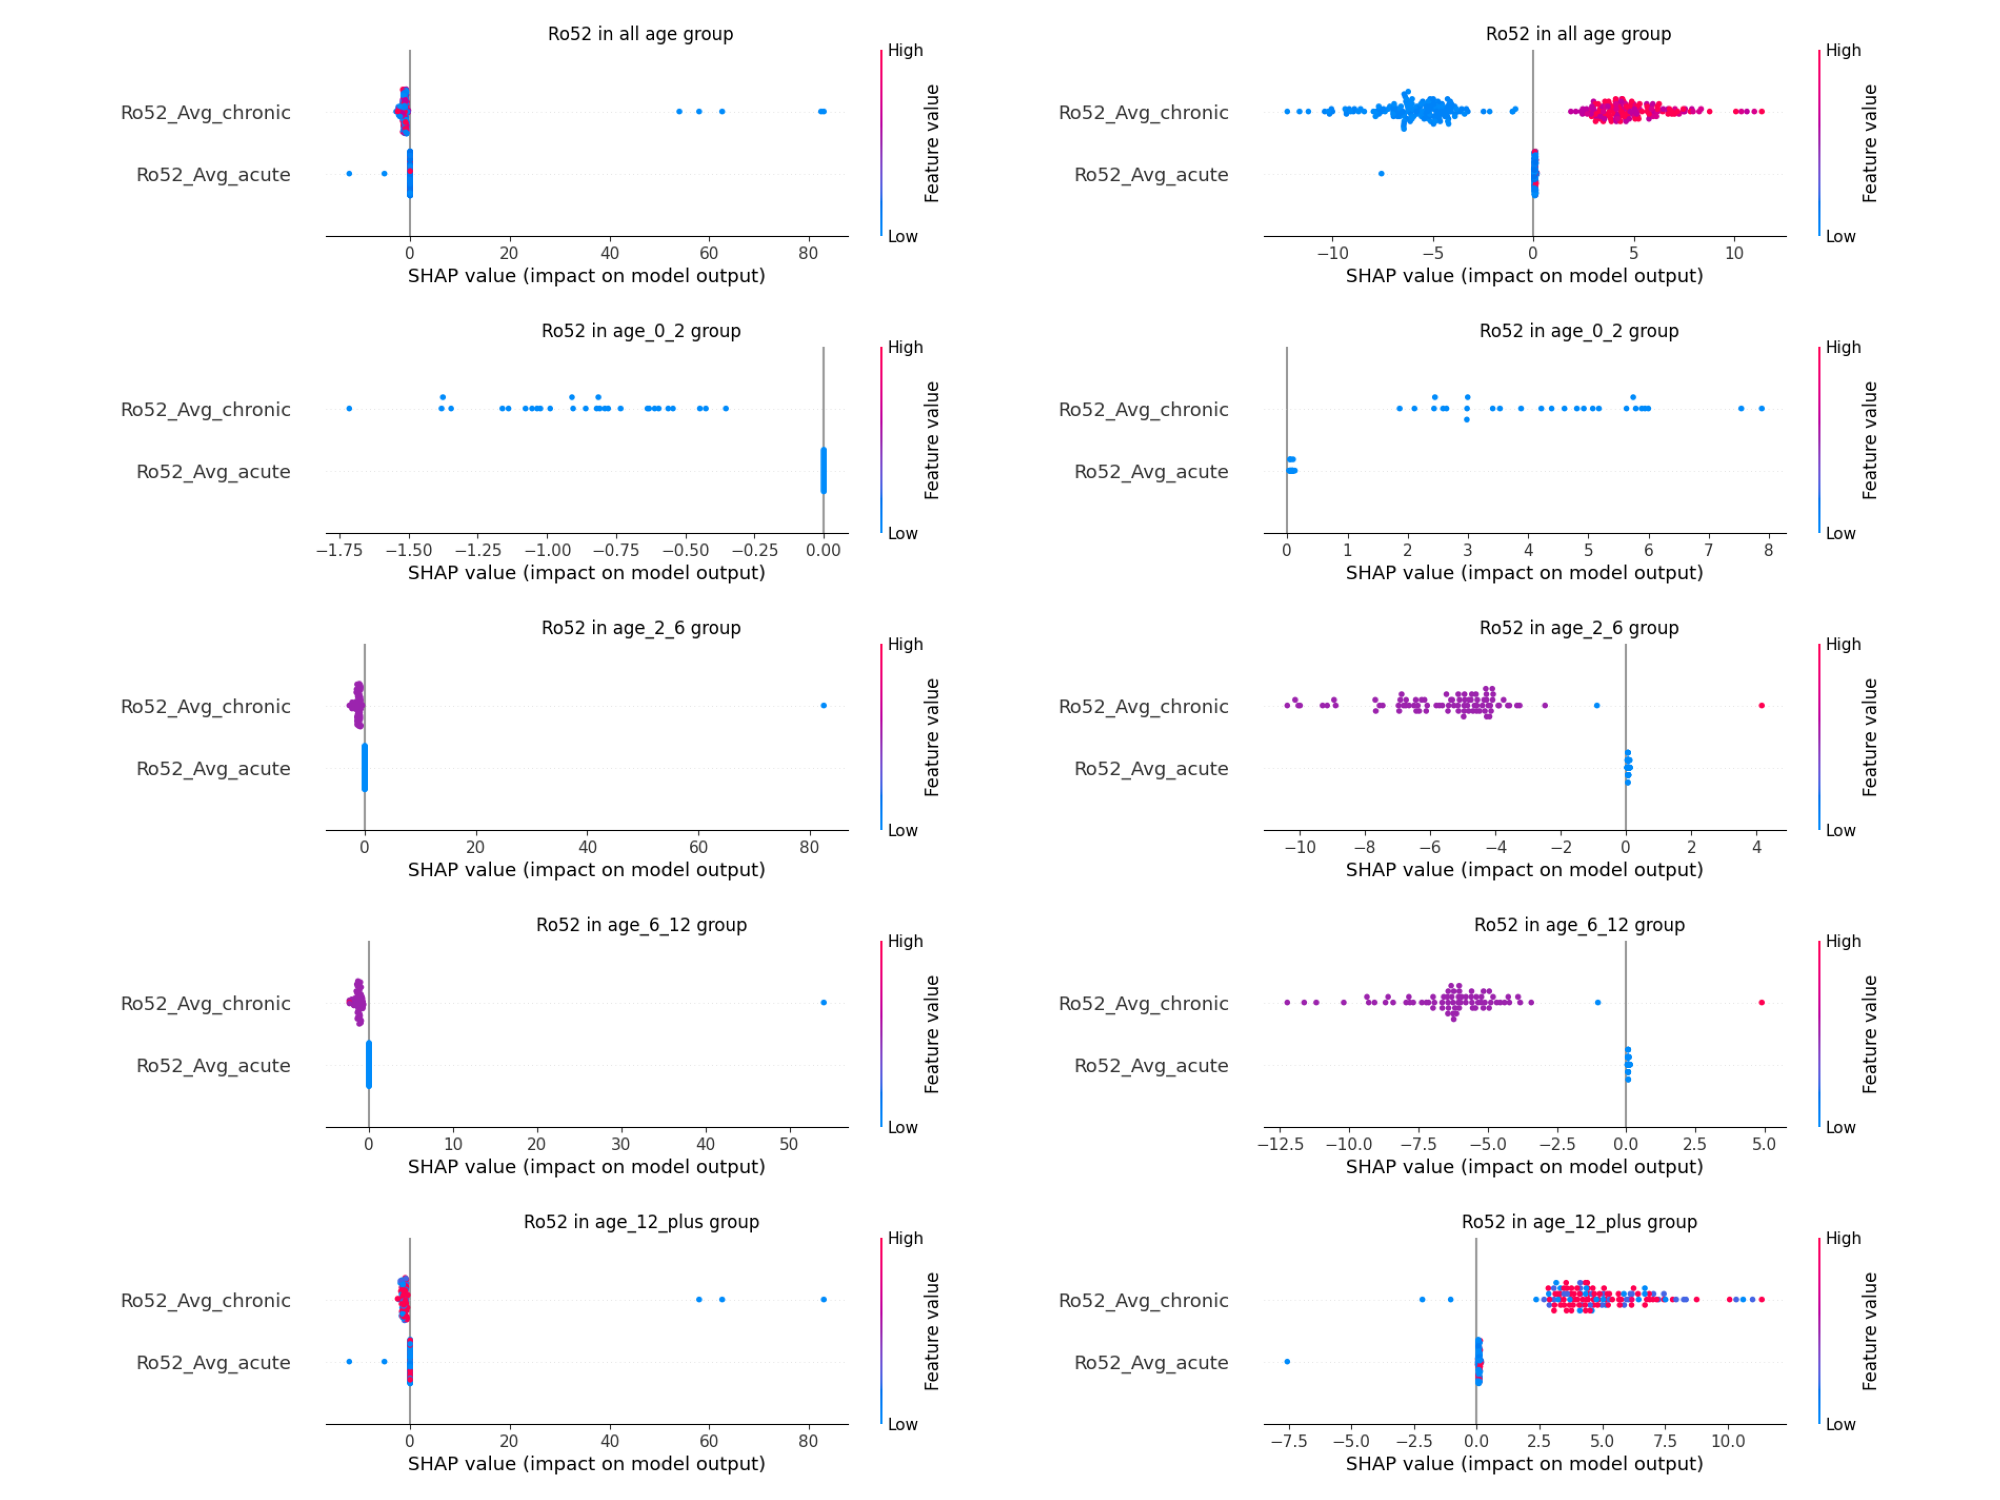 Ro52 in all age group
High
Ro52_Avg_chronic
Ro52_Avg_acute
Feature value
Low
0 20 40 60 80
SHAP value (impact on model output)
Ro52 in all age group
High
Ro52_Avg_chronic
Ro52_Avg_acute
Feature value
Low
−10 −5 0 5 10
SHAP value (impact on model output)
Ro52 in age_0_2 group
High
Ro52_Avg_chronic
Ro52_Avg_acute
Feature value
Low
−1.75 −1.50 −1.25 −1.00 −0.75 −0.50 −0.25 0.00
SHAP value (impact on model output)
Ro52 in age_0_2 group
High
Ro52_Avg_chronic
Ro52_Avg_acute
Feature value
Low
0 1 2 3 4 5 6 7 8
SHAP value (impact on model output)
Ro52 in age_2_6 group
High
Ro52_Avg_chronic
Ro52_Avg_acute
Feature value
Low
0 20 40 60 80
SHAP value (impact on model output)
Ro52 in age_2_6 group
High
Ro52_Avg_chronic
Ro52_Avg_acute
Feature value
Low
−10 −8 −6 −4 −2 0 2 4
SHAP value (impact on model output)
Ro52 in age_6_12 group
High
Ro52_Avg_chronic
Ro52_Avg_acute
Feature value
Low
0 10 20 30 40 50
SHAP value (impact on model output)
Ro52 in age_6_12 group
High
Ro52_Avg_chronic
Ro52_Avg_acute
Feature value
Low
−12.5 −10.0 −7.5 −5.0 −2.5 0.0 2.5 5.0
SHAP value (impact on model output)
Ro52 in age_12_plus group
High
Ro52_Avg_chronic
Ro52_Avg_acute
Feature value
Low
0 20 40 60 80
SHAP value (impact on model output)
Ro52 in age_12_plus group
High
Ro52_Avg_chronic
Ro52_Avg_acute
Feature value
Low
−7.5 −5.0 −2.5 0.0 2.5 5.0 7.5 10.0
SHAP value (impact on model output)